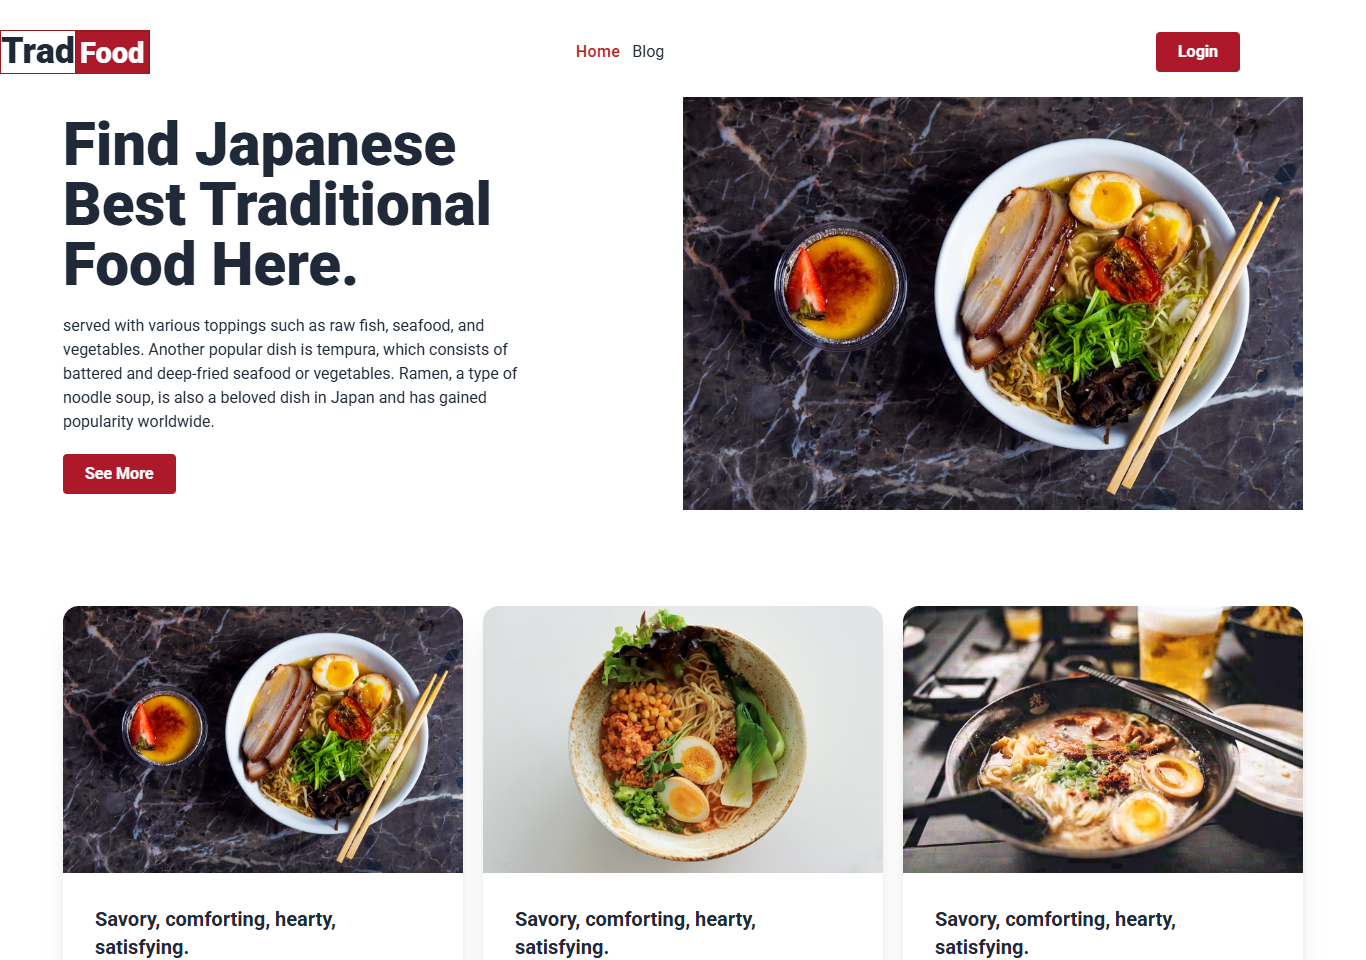 Trad Food
Home Blog
Login
Find Japanese
Best Traditional
Food Here.
served with various toppings such as raw fish, seafood, and
vegetables. Another popular dish is tempura, which consists of
battered and deep-fried seafood or vegetables. Ramen, a type of
noodle soup, is also a beloved dish in Japan and has gained
popularity worldwide.
See More
Savory, comforting, hearty,
satisfying.
Savory, comforting, hearty,
satisfying.
Savory, comforting, hearty,
satisfying.